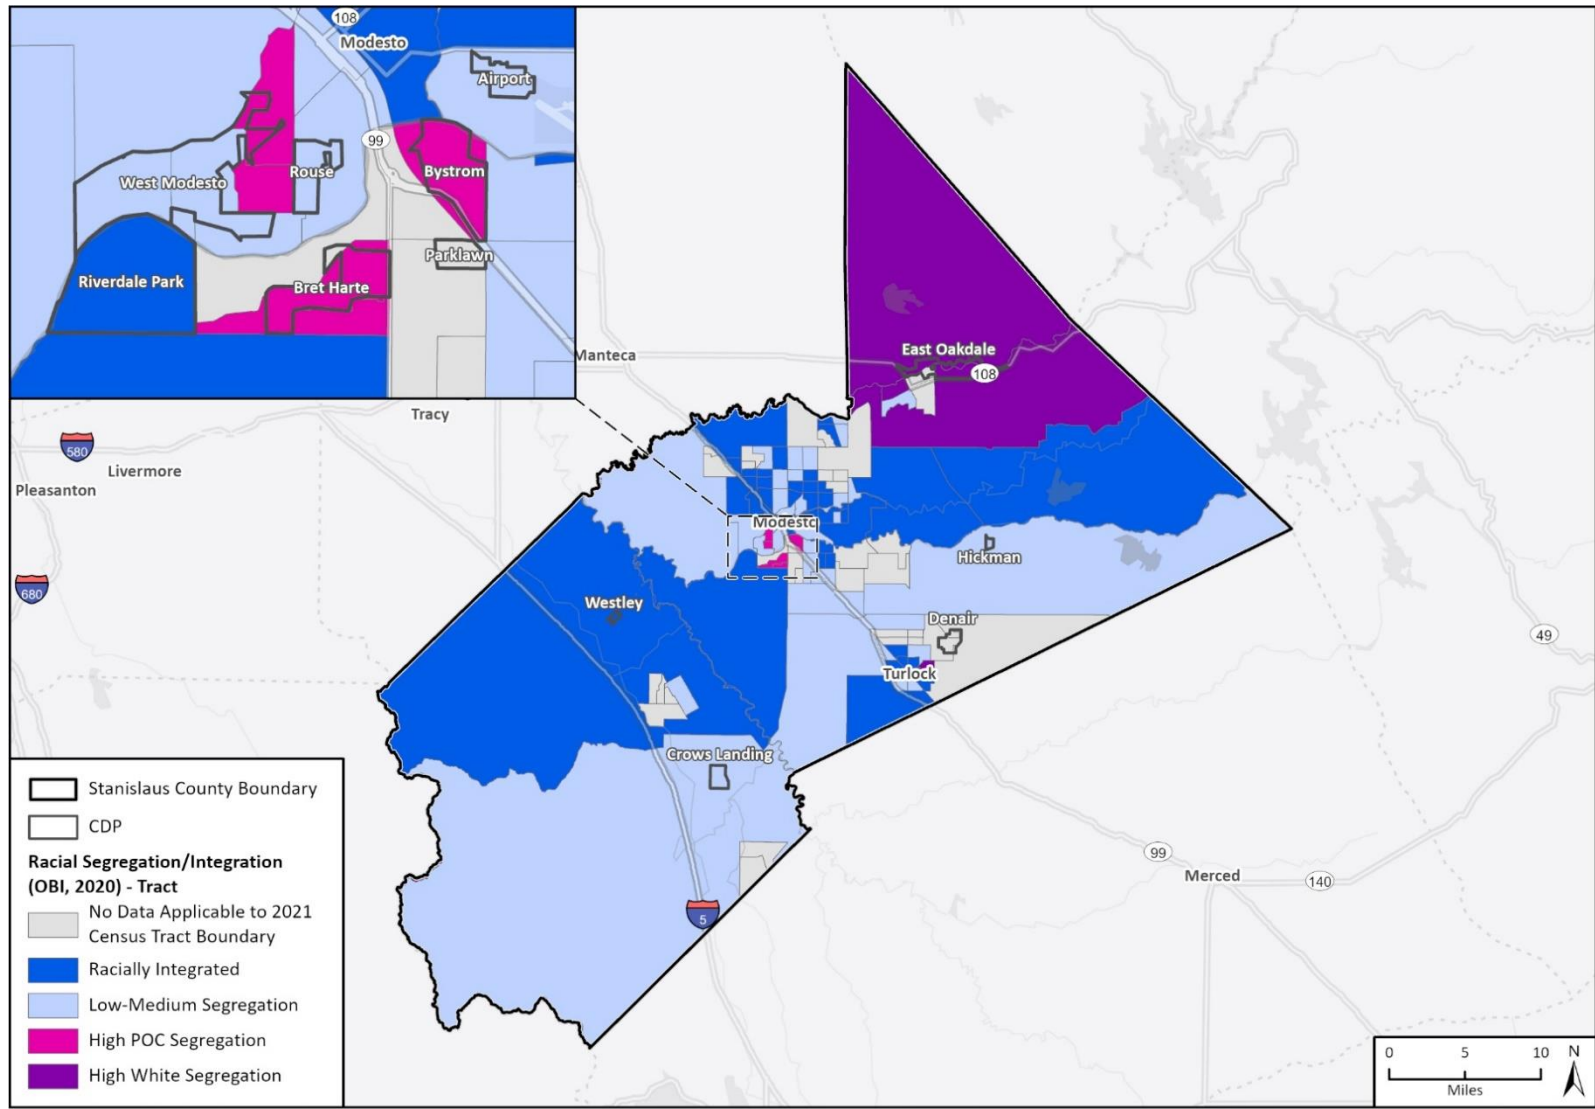 108
Modesto
Airport
99
Rouse
Bystrom
West Modesto
Parklawn
Riverdale Park
Bret Harte
Manteca
Tracy
580
Livermore
Pleasanton
680
East Oakdale
108
Modesto
Hickman
Westley
Denair
Turlock
49
Crows Landing
5
99
Merced
140
Stanislaus County Boundary
CDP
Racial Segregation/Integration
(OBI, 2020) - Tract
No Data Applicable to 2021
Census Tract Boundary
Racially Integrated
Low-Medium Segregation
High POC Segregation
High White Segregation
0 5 10 N
Miles